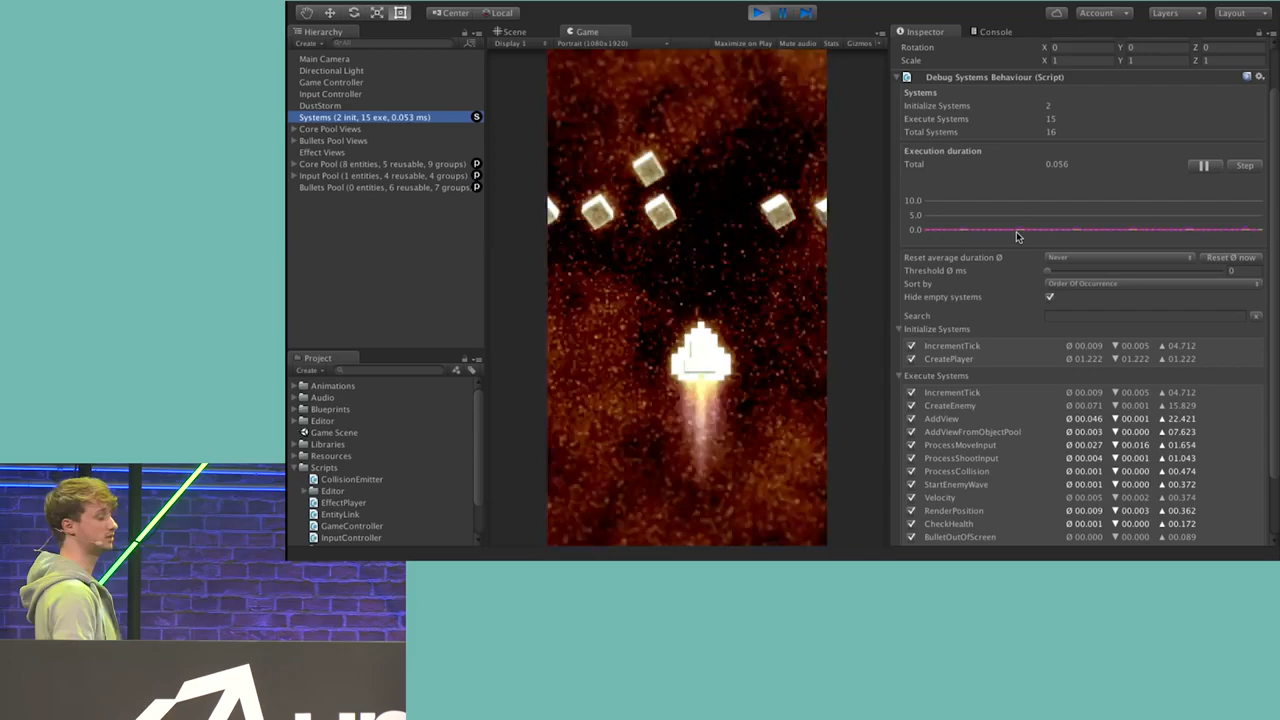 Center
Local
Account
Layers
Layout
Hierarchy
Create
All
Main Camera
Directional Light
Game Controller
Input Controller
DustStorm
Systems (2 init, 15 exe, 0.053 ms)
S
Core Pool Views
Bullets Pool Views
Effect Views
Core Pool (8 entities, 5 reusable, 9 groups)
P
Input Pool (1 entities, 4 reusable, 4 groups)
P
Bullets Pool (0 entities, 6 reusable, 7 groups
P
Project
Create
Animations
Audio
Blueprints
Editor
Game Scene
Libraries
Resources
Scripts
CollisionEmitter
Editor
EffectPlayer
EntityLink
GameController
InputController
Scene
Game
Display 1
Portrait (1080x1920)
Maximize on Play
Mute audio
Stats
Gizmos
Inspector
Console
Rotation X 0 Y 0 Z 0
Scale X 1 Y 1 Z 1
Debug Systems Behaviour (Script)
Systems
Initialize Systems 2
Execute Systems 15
Total Systems 16
Execution duration
Total 0.056
Step
10.0
5.0
0.0
Reset average duration Ø Never Reset Ø now
Threshold Ø ms 0
Sort by Order Of Occurrence
Hide empty systems
Search x
Initialize Systems
IncrementTick Ø 00.009 ▼ 00.005 ▲ 04.712
CreatePlayer Ø 01.222 ▼ 01.222 ▲ 01.222
Execute Systems
IncrementTick Ø 00.009 ▼ 00.005 ▲ 04.712
CreateEnemy Ø 00.071 ▼ 00.001 ▲ 15.829
AddView Ø 00.046 ▼ 00.001 ▲ 22.421
AddViewFromObjectPool Ø 00.003 ▼ 00.000 ▲ 07.623
ProcessMoveInput Ø 00.027 ▼ 00.016 ▲ 01.654
ProcessShootInput Ø 00.004 ▼ 00.001 ▲ 01.043
ProcessCollision Ø 00.001 ▼ 00.000 ▲ 00.474
StartEnemyWave Ø 00.001 ▼ 00.000 ▲ 00.372
Velocity Ø 00.005 ▼ 00.002 ▲ 00.374
RenderPosition Ø 00.009 ▼ 00.003 ▲ 00.362
CheckHealth Ø 00.001 ▼ 00.000 ▲ 00.172
BulletOutOfScreen Ø 00.000 ▼ 00.000 ▲ 00.089